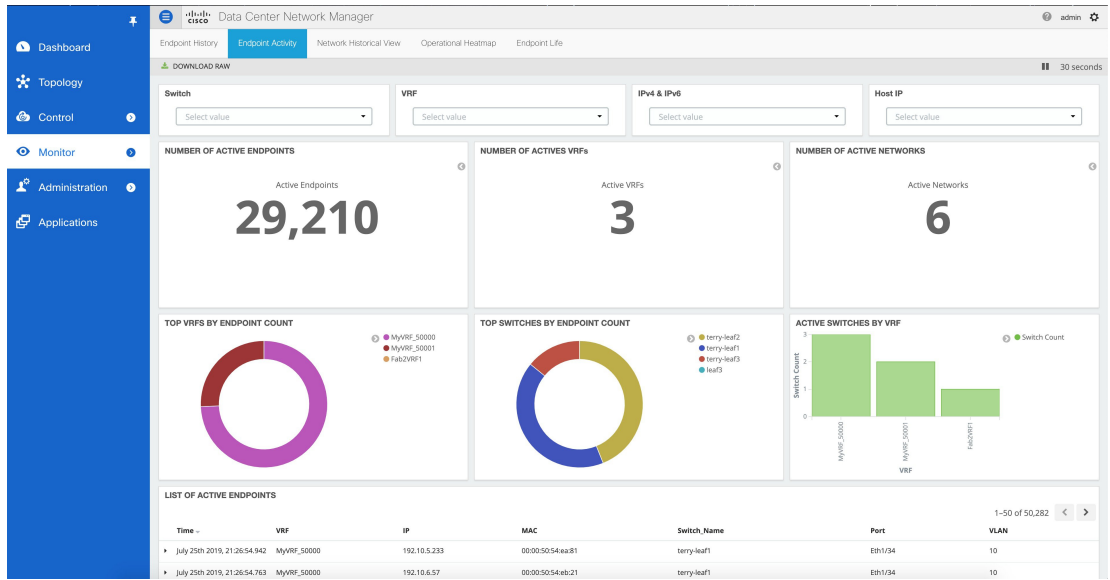 CISCO Data Center Network Manager
admin
Dashboard
Topology
Control
Monitor
Administration
Applications
Endpoint History Endpoint Activity Network Historical View Operational Heatmap Endpoint Life
DOWNLOAD RAW
30 seconds
Switch
Select value
VRF
Select value
IPv4 & IPv6
Select value
Host IP
Select value
NUMBER OF ACTIVE ENDPOINTS
Active Endpoints
29,210
NUMBER OF ACTIVES VRFs
Active VRFs
3
NUMBER OF ACTIVE NETWORKS
Active Networks
6
TOP VRFS BY ENDPOINT COUNT
MyVRF_50000
MyVRF_50001
Fab2VRF1
TOP SWITCHES BY ENDPOINT COUNT
terry-leaf2
terry-leaf1
terry-leaf3
leaf3
ACTIVE SWITCHES BY VRF
Switch Count
3
2
1
0
Switch Count
MyVRF_50000
MyVRF_50001
Fab2VRF1
VRF
LIST OF ACTIVE ENDPOINTS
1–50 of 50,282
Time VRF IP MAC Switch_Name Port VLAN
July 25th 2019, 21:26:54.942 MyVRF_50000 192.10.5.233 00:00:50:54:ea:81 terry-leaf1 Eth1/34 10
July 25th 2019, 21:26:54.763 MyVRF_50000 192.10.6.57 00:00:50:54:eb:21 terry-leaf1 Eth1/34 10